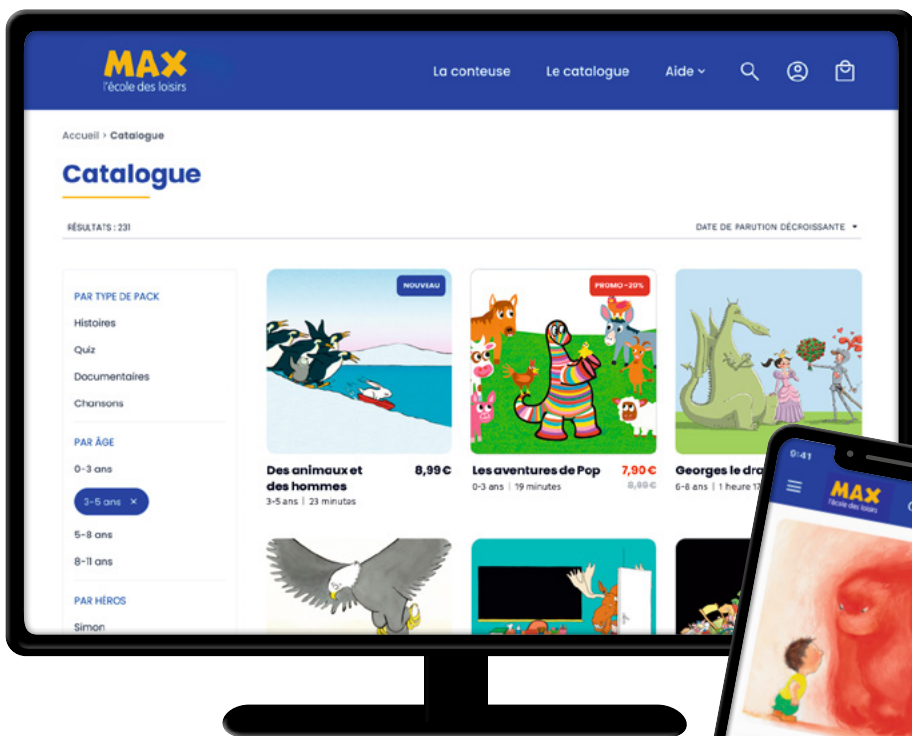 MAX
l'école des loisirs
La conteuse
Le catalogue
Aide
Accueil > Catalogue
Catalogue
RÉSULTATS : 231
DATE DE PARUTION DÉCROISSANTE
PAR TYPE DE PACK
Histoires
Quiz
Documentaires
Chansons
PAR ÂGE
0-3 ans
3-5 ans ×
5-8 ans
8-11 ans
PAR HÉROS
Simon
NOUVEAU
Des animaux et 8,99 €
des hommes
3-5 ans | 23 minutes
PROMO -20%
Les aventures de Pop 7,90 €
0-3 ans | 19 minutes 8,90 €
Georges le dra
6-8 ans | 1 heure 17
9:41
MAX
l'école des loisirs